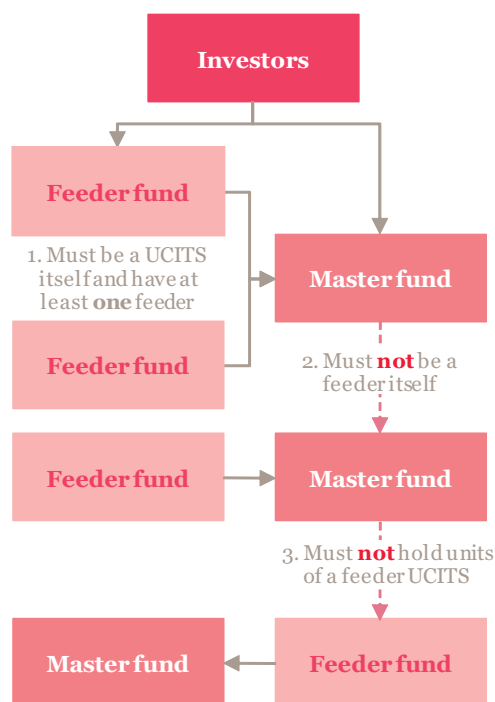 Investors
Feeder fund
1. Must be a UCITS
itself and have at
least one feeder
Master fund
Feeder fund
2. Must not be a
feeder itself
Feeder fund
Master fund
3. Must not hold units
of a feeder UCITS
Master fund
Feeder fund